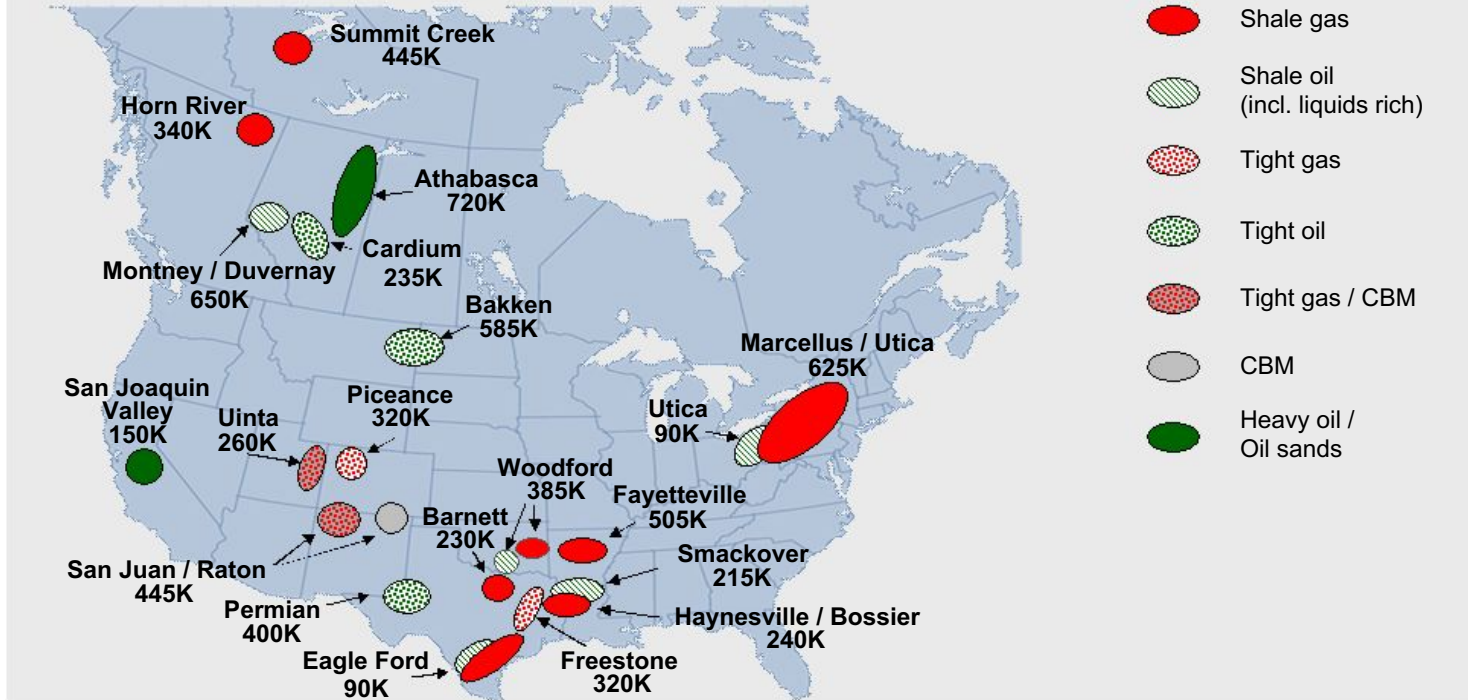 Summit Creek
445K
Horn River
340K
Athabasca
720K
Cardium
235K
Montney / Duvernay
650K
Bakken
585K
Marcellus / Utica
625K
San Joaquin
Valley
150K
Uinta
260K
Piceance
320K
Utica
90K
Woodford
385K
Fayetteville
505K
Barnett
230K
Smackover
215K
San Juan / Raton
445K
Permian
400K
Haynesville / Bossier
240K
Eagle Ford
90K
Freestone
320K
Shale gas
Shale oil
(incl. liquids rich)
Tight gas
Tight oil
Tight gas / CBM
CBM
Heavy oil /
Oil sands